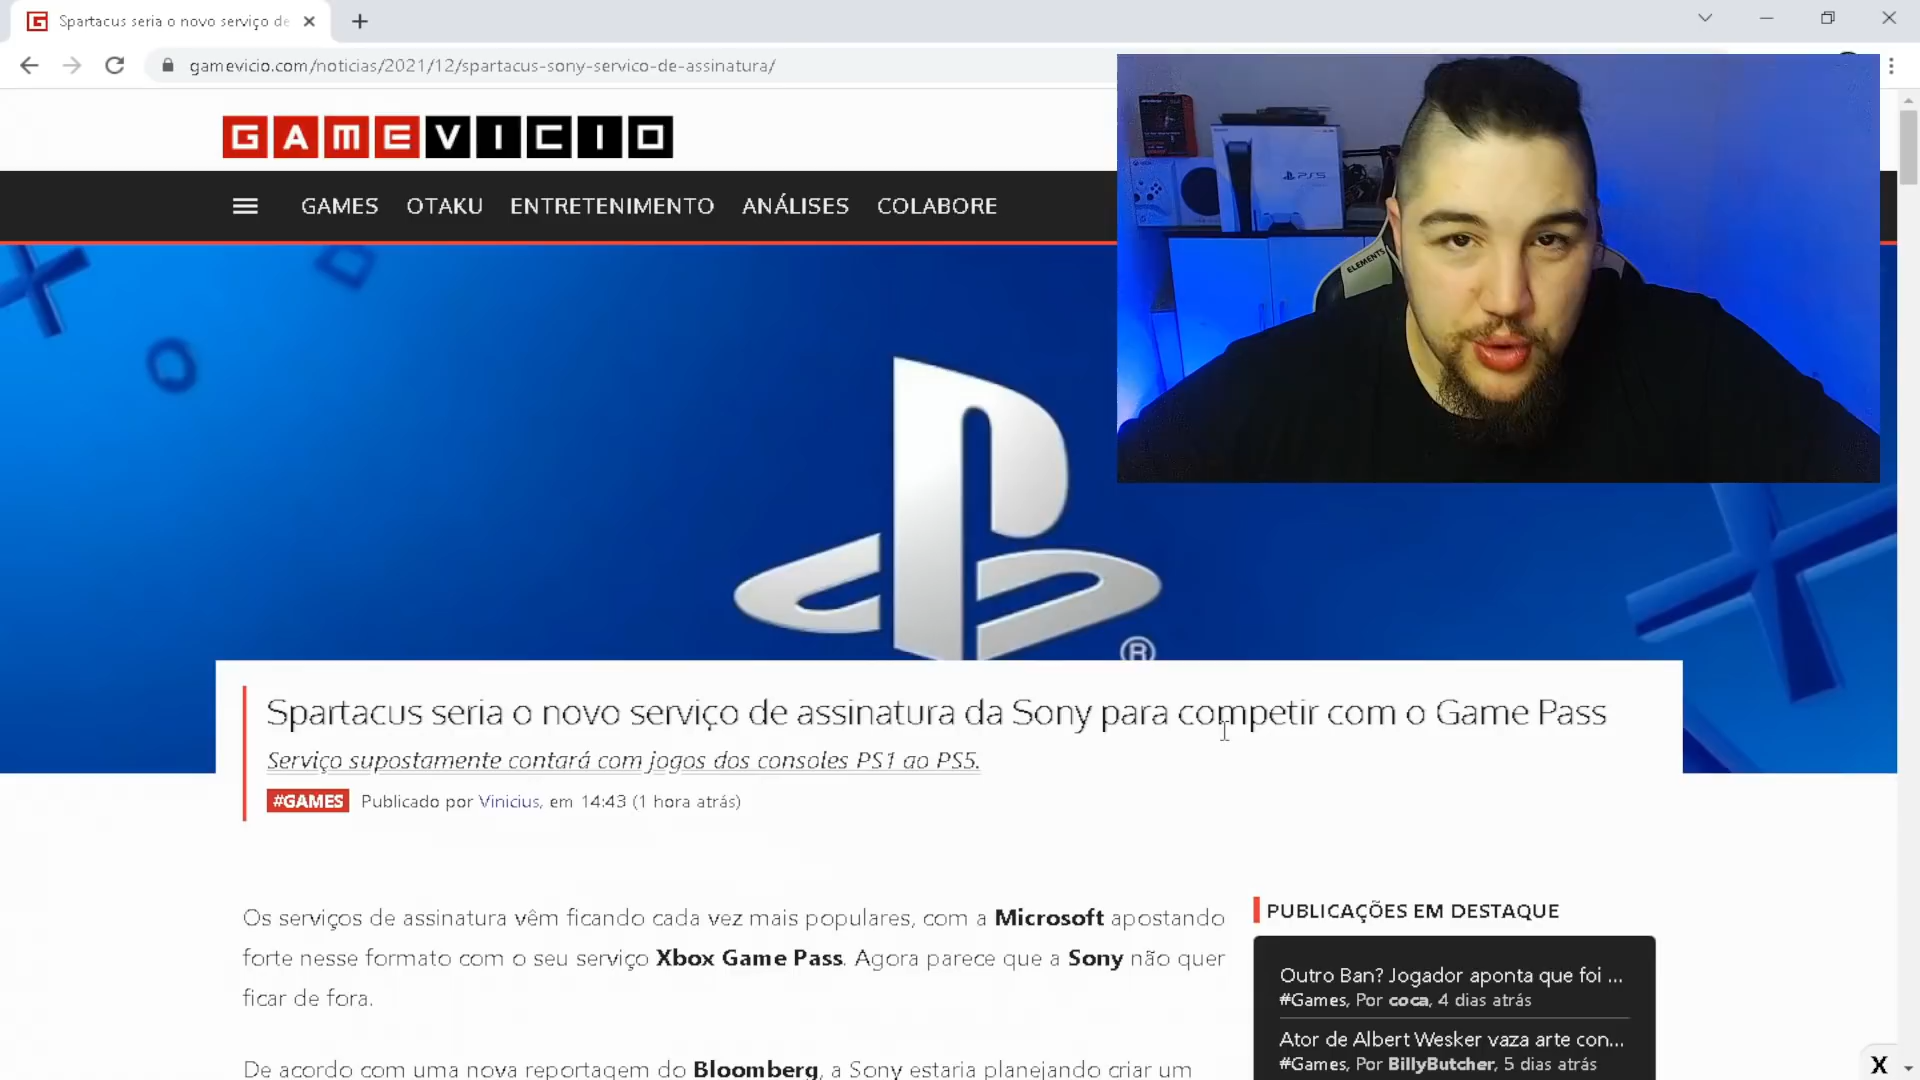 Spartacus seria o novo serviço de
gamevicio.com/noticias/2021/12/spartacus-sony-servico-de-assinatura/
GAMEVICIO
GAMES OTAKU ENTRETENIMENTO ANÁLISES COLABORE
PS5
ELEMENTS
®
Spartacus seria o novo serviço de assinatura da Sony para competir com o Game Pass
Serviço supostamente contará com jogos dos consoles PS1 ao PS5.
#GAMES Publicado por Vinicius, em 14:43 (1 hora atrás)
Os serviços de assinatura vêm ficando cada vez mais populares, com a Microsoft apostando
forte nesse formato com o seu serviço Xbox Game Pass. Agora parece que a Sony não quer
ficar de fora.
De acordo com uma nova reportagem do Bloomberg, a Sony estaria planejando criar um
PUBLICAÇÕES EM DESTAQUE
Outro Ban? Jogador aponta que foi ...
#Games, Por coca, 4 dias atrás
Ator de Albert Wesker vaza arte con...
#Games, Por BillyButcher, 5 dias atrás
X